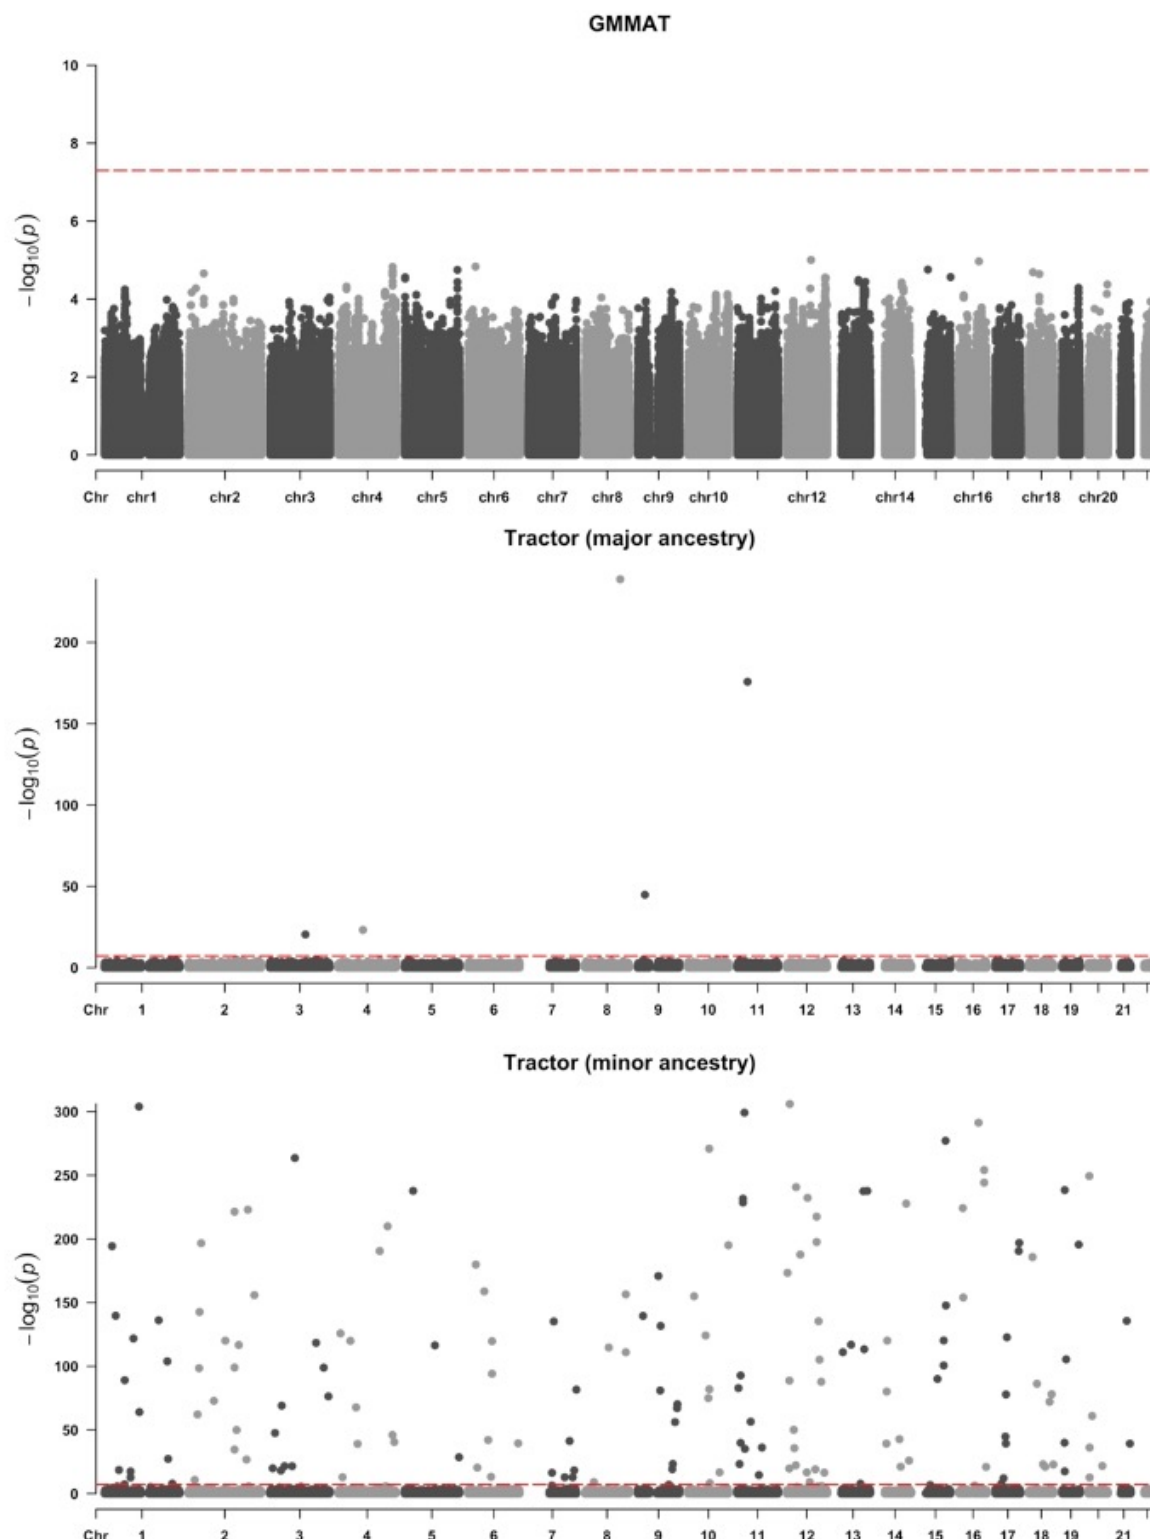 GMMAT
10
8
6
4
2
0
−log10(p)
Chr chr1 chr2 chr3 chr4 chr5 chr6 chr7 chr8 chr9 chr10 chr12 chr14 chr16 chr18 chr20
Tractor (major ancestry)
200
150
100
50
0
−log10(p)
Chr 1 2 3 4 5 6 7 8 9 10 11 12 13 14 15 16 17 18 19 21
Tractor (minor ancestry)
300
250
200
150
100
50
0
−log10(p)
Chr 1 2 3 4 5 6 7 8 9 10 11 12 13 14 15 16 17 18 19 21